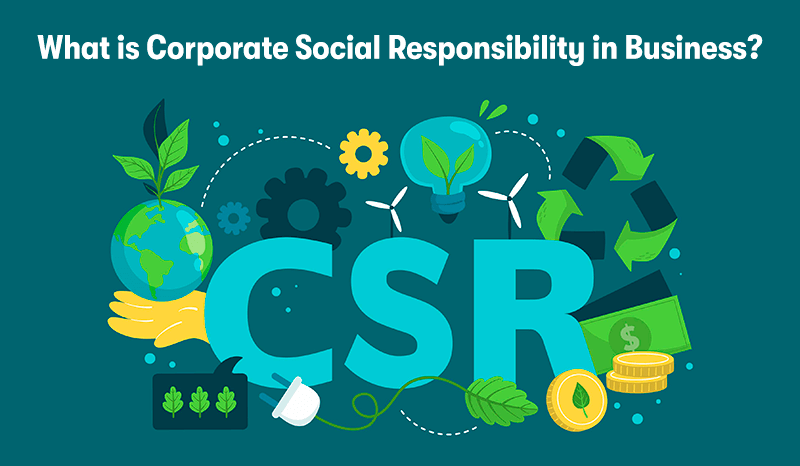 What is Corporate Social Responsibility in Business?
CSR
$